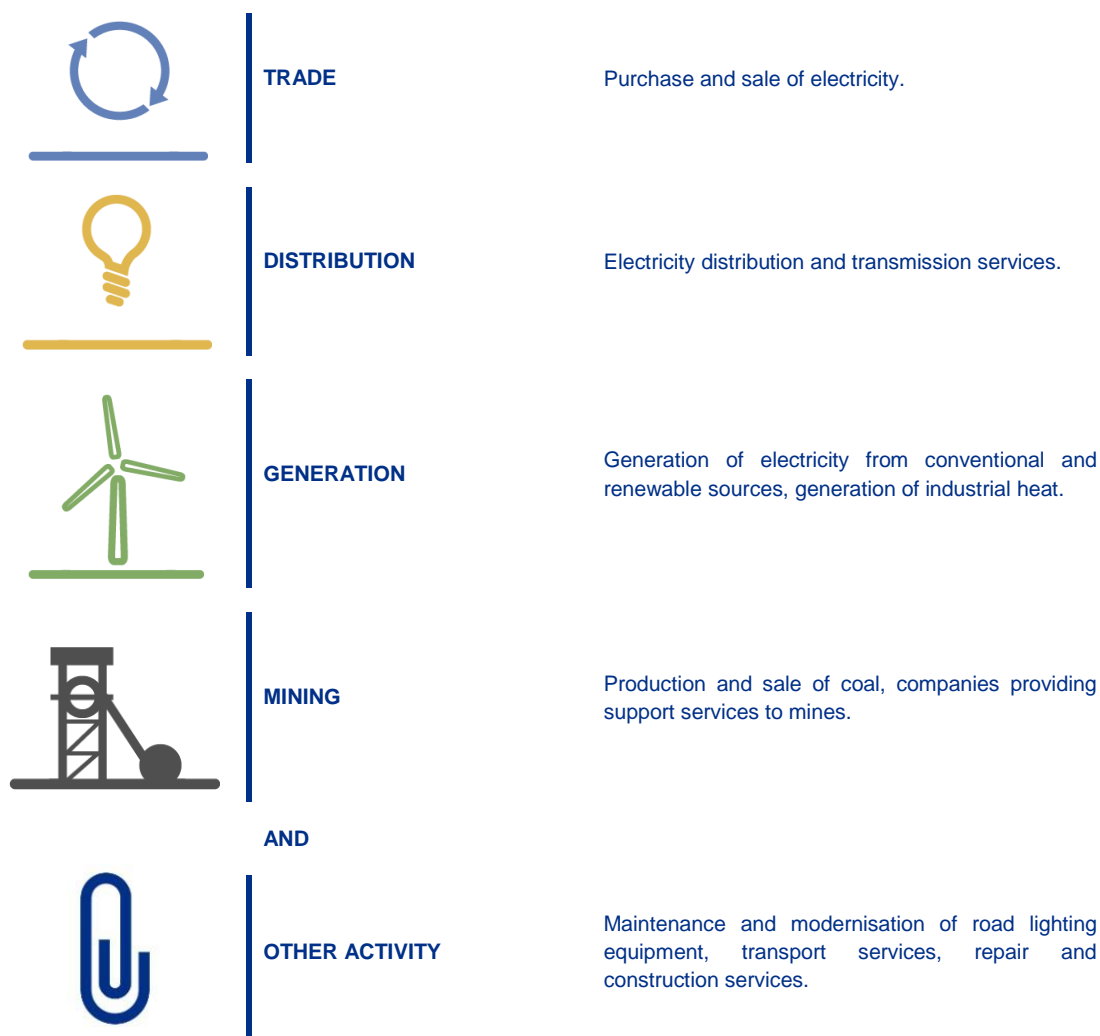 TRADE
Purchase and sale of electricity.
DISTRIBUTION
Electricity distribution and transmission services.
GENERATION
Generation of electricity from conventional and
renewable sources, generation of industrial heat.
MINING
Production and sale of coal, companies providing
support services to mines.
AND
OTHER ACTIVITY
Maintenance and modernisation of road lighting
equipment, transport services, repair and
construction services.